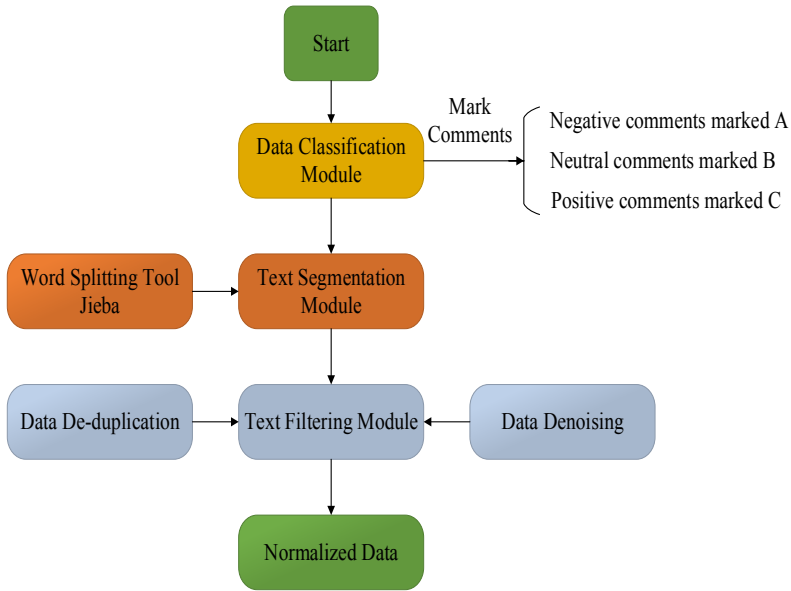 Start
Mark
Comments
Negative comments marked A
Neutral comments marked B
Positive comments marked C
Data Classification
Module
Word Splitting Tool
Jieba
Text Segmentation
Module
Data De-duplication
Text Filtering Module
Data Denoising
Normalized Data